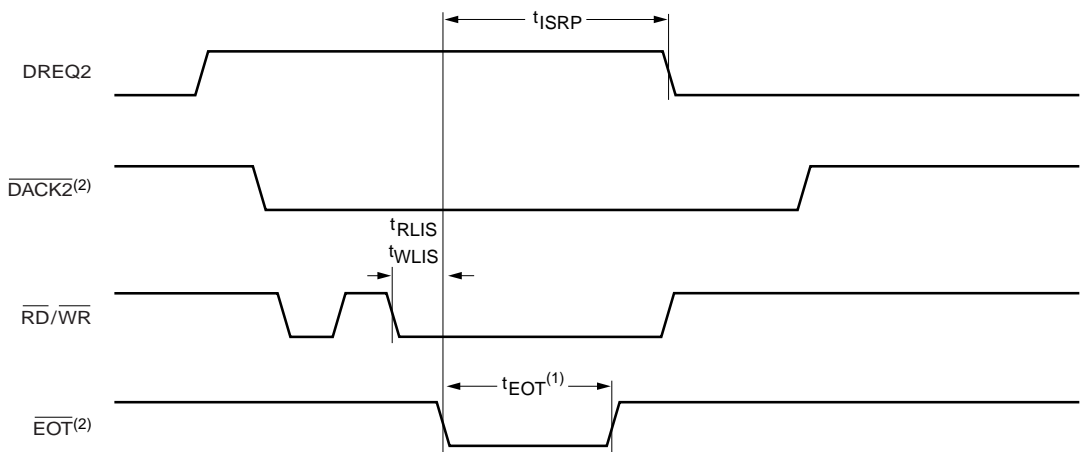 tISRP
DREQ2
DACK2(2)
tRLIS
tWLIS
RD/WR
tEOT(1)
EOT(2)